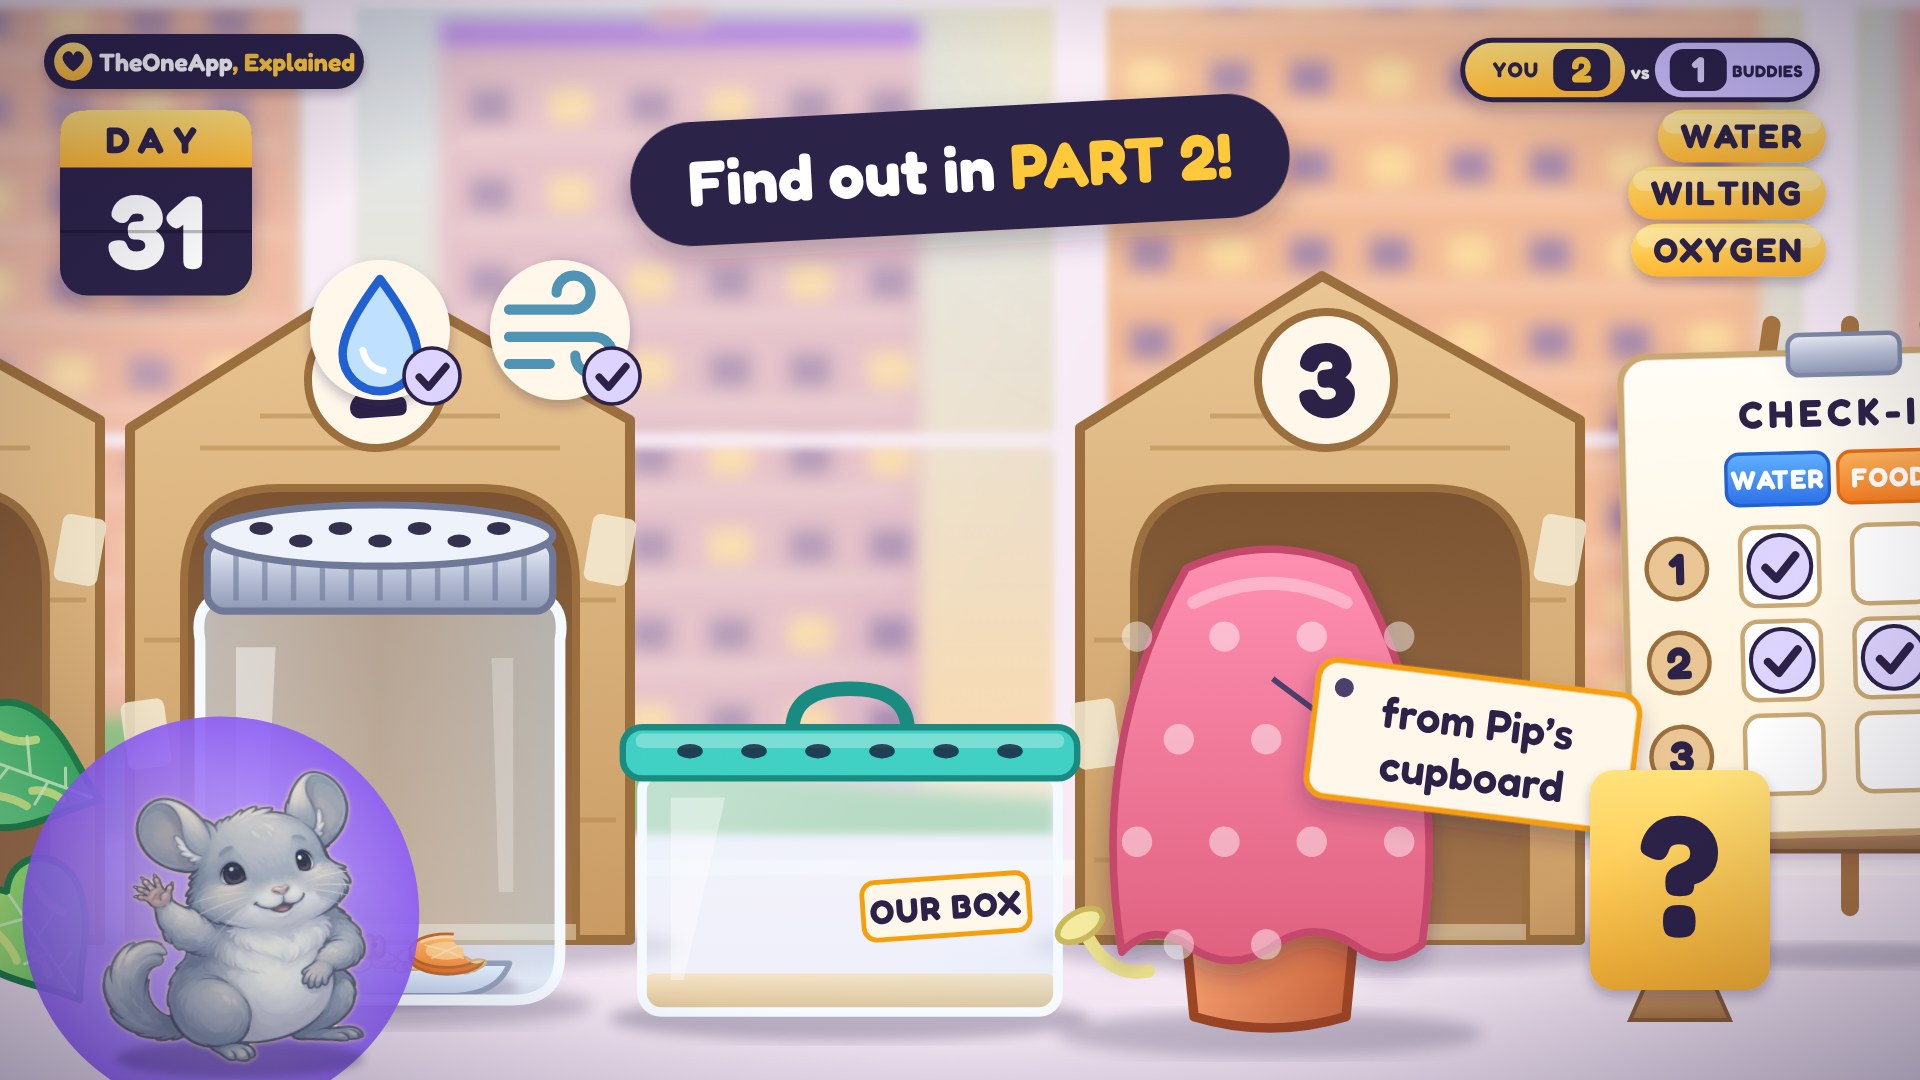 TheOneApp, Explained
DAY
31
Find out in PART 2!
YOU 2 vs 1 BUDDIES
WATER
WILTING
OXYGEN
3
CHECK-I
WATER FOOD
1
2
3
from Pip's
cupboard
OUR BOX
?